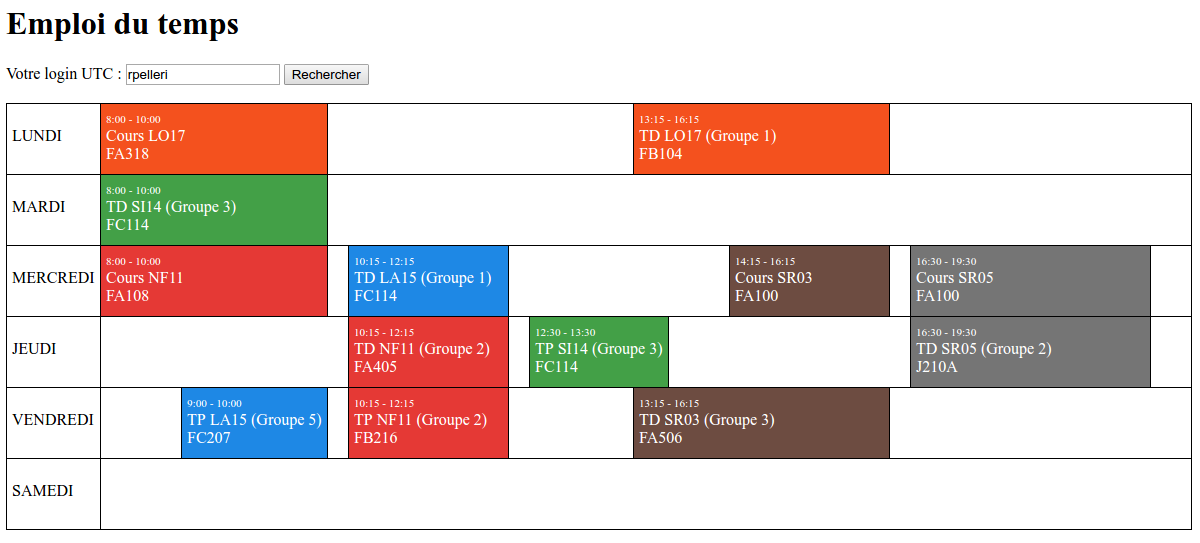 Emploi du temps
Votre login UTC : rpelleri Rechercher
LUNDI
8:00 - 10:00
Cours LO17
FA318
13:15 - 16:15
TD LO17 (Groupe 1)
FB104
MARDI
8:00 - 10:00
TD SI14 (Groupe 3)
FC114
MERCREDI
8:00 - 10:00
Cours NF11
FA108
10:15 - 12:15
TD LA15 (Groupe 1)
FC114
14:15 - 16:15
Cours SR03
FA100
16:30 - 19:30
Cours SR05
FA100
JEUDI
10:15 - 12:15
TD NF11 (Groupe 2)
FA405
12:30 - 13:30
TP SI14 (Groupe 3)
FC114
16:30 - 19:30
TD SR05 (Groupe 2)
J210A
VENDREDI
9:00 - 10:00
TP LA15 (Groupe 5)
FC207
10:15 - 12:15
TP NF11 (Groupe 2)
FB216
13:15 - 16:15
TD SR03 (Groupe 3)
FA506
SAMEDI